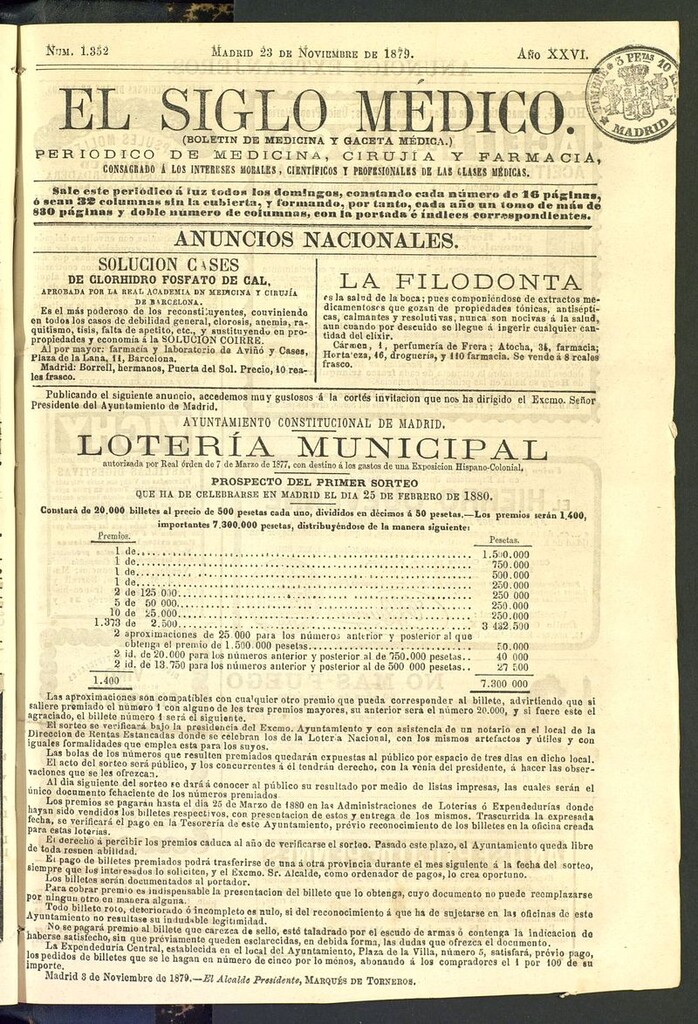 NUM. 1.352
MADRID 23 DE NOVIEMBRE DE 1879.
AÑO XXVI.
TIMBRE 3 PETAS 10
MADRID
EL SIGLO MÉDICO.
(BOLETIN DE MEDICINA Y GACETA MÉDICA.)
PERIODICO DE MEDICINA, CIRUJIA Y FARMACIA,
CONSAGRADO Á LOS INTERESES MORALES, CIENTÍFICOS Y PROFESIONALES DE LAS CLASES MÉDICAS.
Sale este periódico á luz todos los domingos, constando cada número de 16 páginas,
ó sean 32 columnas sin la cubierta, y formando, por tanto, cada año un tomo de más de
830 páginas y doble numero de columnas, con la portada é índices correspondientes.
ANUNCIOS NACIONALES.
SOLUCION CASES
DE CLORHIDRO FOSFATO DE CAL,
APROBADA POR LA REAL ACADEMIA DN MEDICINA Y CIRUJÍA
DE BARCELONA.
Es el más poderoso de los reconstituyentes, conviniendo
en todos los casos de debilidad general, clorosis, anemia, ra-
quitismo, tisis, falta de apetito, etc., y sustituyendo en pro-
propiedades y economía á la SOLUCION COIRRE.
Al por mayor: farmacia y laboratorio de Aviñó y Cases,
Plaza de la Lana, 11, Barcelona.
Madrid: Borrell, hermanos, Puerta del Sol. Precio, 10 rea-
les frasco.
LA FILODONTA
es la salud de la boca; pues componiéndose de extractos me-
dicamentosos que gozan de propiedades tónicas, antisépti-
cas, calmantes y resolutivas, nunca son nocivas á la salud,
aun cuando por descuido se llegue á ingerir cualquier can-
tidad del elixir.
Cármen, 1, perfumería de Frera; Atocha, 34, farmacia;
Hortaleza, 16, droguería, y 110 farmacia. Se vende á 8 reales
frasco.
Publicando el siguiente anuncio, accedemos muy gustosos á la cortés invitacion que nos ha dirigido el Excmo. Señor
Presidente del Ayuntamiento de Madrid.
AYUNTAMIENTO CONSTITUCIONAL DE MADRID.
LOTERÍA MUNICIPAL
autorizada por Real órden de 7 de Marzo de 1877, con destino á los gastos de una Exposicion Hispano-Colonial,
PROSPECTO DEL PRIMER SORTEO
QUE HA DE CELEBRARSE EN MADRID EL DIA 25 DE FEBRERO DE 1880.
Constará de 20.000 billetes al precio de 500 pesetas cada uno, divididos en décimos á 50 pesetas.—Los premios serán 1.400,
importantes 7.300.000 pesetas, distribuyéndose de la manera siguiente:
Premios. Pesetas.
1 de 1.500.000
1 de 750.000
1 de 500.000
1 de 250.000
2 de 125 000 250 000
5 de 50 000 250.000
10 de 25.000 250.000
1.373 de 2.500 3 432.500
2 aproximaciones de 25 000 para los números anterior y posterior al que
obtenga el premio de 1.500.000 pesetas 50.000
2 id. de 20.000 para los números anterior y posterior al de 750.000 pesetas.. 40 000
2 id. de 13.750 para los números anterior y posterior al de 500 000 pesetas.. 27 500
1.400 7.300 000
Las aproximaciones son compatibles con cualquier otro premio que pueda corresponder al billete, advirtiendo que si
saliere premiado el número 1 con alguno de los tres premios mayores, su anterior será el número 20.000, y si fuere este el
agraciado, el billete número 1 será el siguiente.
El sorteo se verificará bajo la presidencia del Excmo. Ayuntamiento y con asistencia de un notario en el local de la
Direccion de Rentas Estancadas donde se celebran los de la Lotería Nacional, con los mismos artefactos y útiles y con
iguales formalidades que emplea esta para los suyos.
Las bolas de los números que resulten premiados quedarán expuestas al público por espacio de tres dias en dicho local.
El acto del sorteo será público, y los concurrentes á él tendrán derecho, con la venia del presidente, á hacer las obser-
vaciones que se les ofrezcan.
Al dia siguiente del sorteo se dará á conocer al público su resultado por medio de listas impresas, las cuales serán el
único documento fehaciente de los números premiados
Los premios se pagarán hasta el dia 25 de Marzo de 1880 en las Administraciones de Loterías ó Expendedurías donde
hayan sido vendidos los billetes respectivos, con presentacion de estos y entrega de los mismos. Trascurrida la expresada
fecha, se verificará el pago en la Tesorería de este Ayuntamiento, prévio reconocimiento de los billetes en la oficina creada
para estas loterías.
El derecho á percibir los premios caduca al año de verificarse el sorteo. Pasado este plazo, el Ayuntamiento queda libre
de toda responsabilidad.
El pago de billetes premiados podrá trasferirse de una á otra provincia durante el mes siguiente á la fecha del sorteo,
siempre que los interesados lo soliciten, y el Excmo. Sr. Alcalde, como ordenador de pagos, lo crea oportuno.
Los billetes serán documentos al portador.
Para cobrar premio es indispensable la presentacion del billete que lo obtenga, cuyo documento no puede reemplazarse
por ningun otro en manera alguna.
Todo billete roto, deteriorado ó incompleto es nulo, si del reconocimiento á que ha de sujetarse en las oficinas de este
Ayuntamiento no resultase su indudable legitimidad.
No se pagará premio al billete que carezca de sello, esté taladrado por el escudo de armas ó contenga la indicacion de
haberse satisfecho, sin que préviamente queden esclarecidas, en debida forma, las dudas que ofrezca el documento.
La Expendeduría Central, establecida en el local del Ayuntamiento, Plaza de la Villa, número 5, satisfará, prévio pago,
los pedidos de billetes que se le hagan en número de cinco por lo ménos, abonando á los compradores el 1 por 100 de su
importe.
Madrid 3 de Noviembre de 1879.—El Alcalde Presidente, MARQUÉS DE TORNEROS.